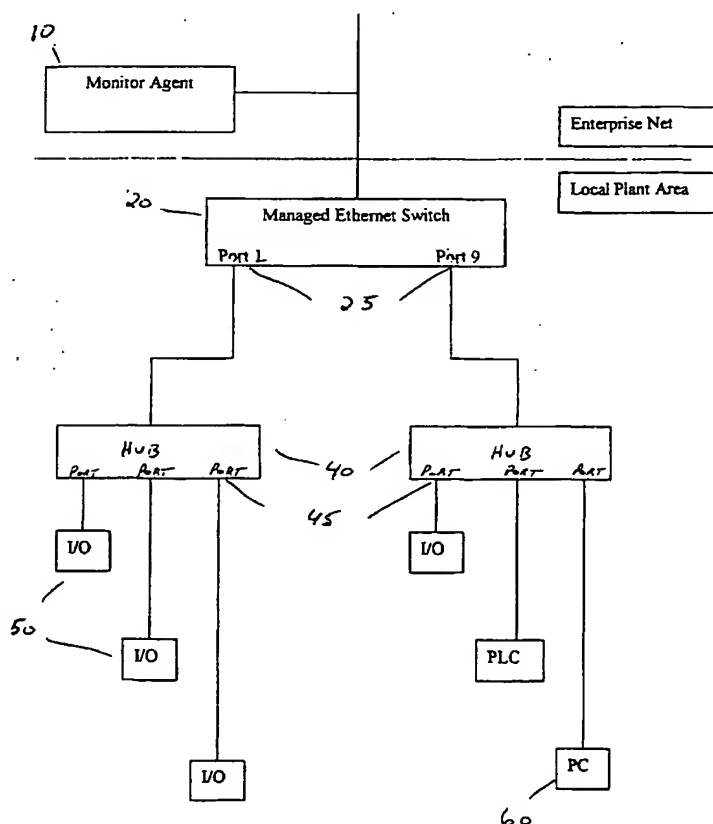 10
Monitor Agent
Enterprise Net
Local Plant Area
20
Managed Ethernet Switch
Port 1
Port 9
25
HUB
PORT PORT PORT
40
HUB
PORT PORT PORT
45
I/O
I/O
50
I/O
PLC
I/O
PC
60